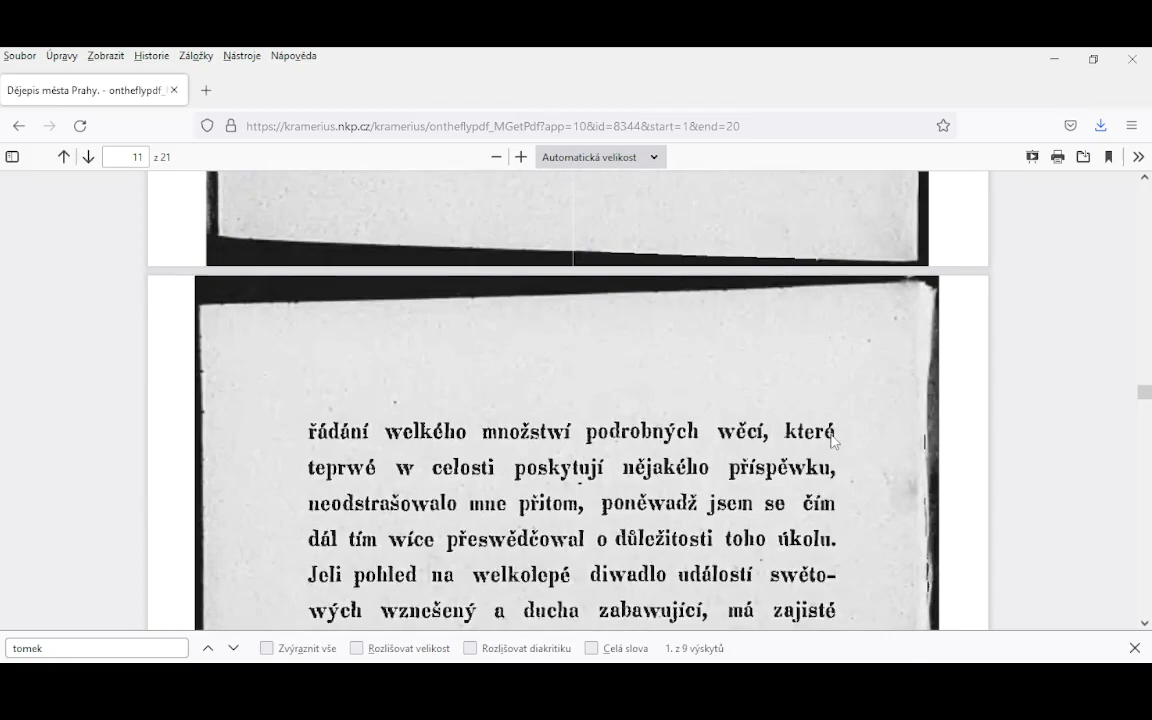 Soubor Úpravy Zobrazit Historie Záložky Nástroje Nápověda
Dějepis města Prahy. - ontheflypdf_
https://kramerius.nkp.cz/kramerius/ontheflypdf_MGetPdf?app=10&id=8344&start=1&end=20
11 z 21 Automatická velikost
řádání welkého množstwí podrobných wěcí, které
teprwé w celosti poskytují nějakého příspěwku,
neodstrašowalo mne přitom, poněwadž jsem se čím
dál tím wíce přeswědčowal o důležitosti toho úkolu.
Jeli pohled na welkolepé diwadlo událostí swěto-
wých wznešený a ducha zabawující, má zajisté
tomek Zvýraznit vše Rozlišovat velikost Rozlišovat diakritiku Celá slova 1. z 9 výskytů